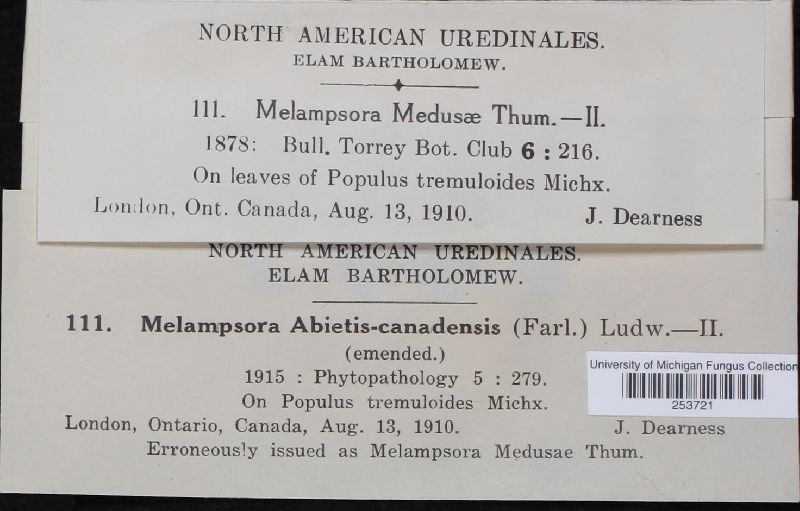 NORTH AMERICAN UREDINALES.
ELAM BARTHOLOMEW.
111. Melampsora Medusæ Thum.—II.
1878: Bull. Torrey Bot. Club 6 : 216.
On leaves of Populus tremuloides Michx.
London, Ont. Canada, Aug. 13, 1910. J. Dearness
NORTH AMERICAN UREDINALES.
ELAM BARTHOLOMEW.
111. Melampsora Abietis-canadensis (Farl.) Ludw.—II.
(emended.)
1915 : Phytopathology 5 : 279.
On Populus tremuloides Michx.
London, Ontario, Canada, Aug. 13, 1910. J. Dearness
Erroneously issued as Melampsora Medusae Thum.
University of Michigan Fungus Collection
253721